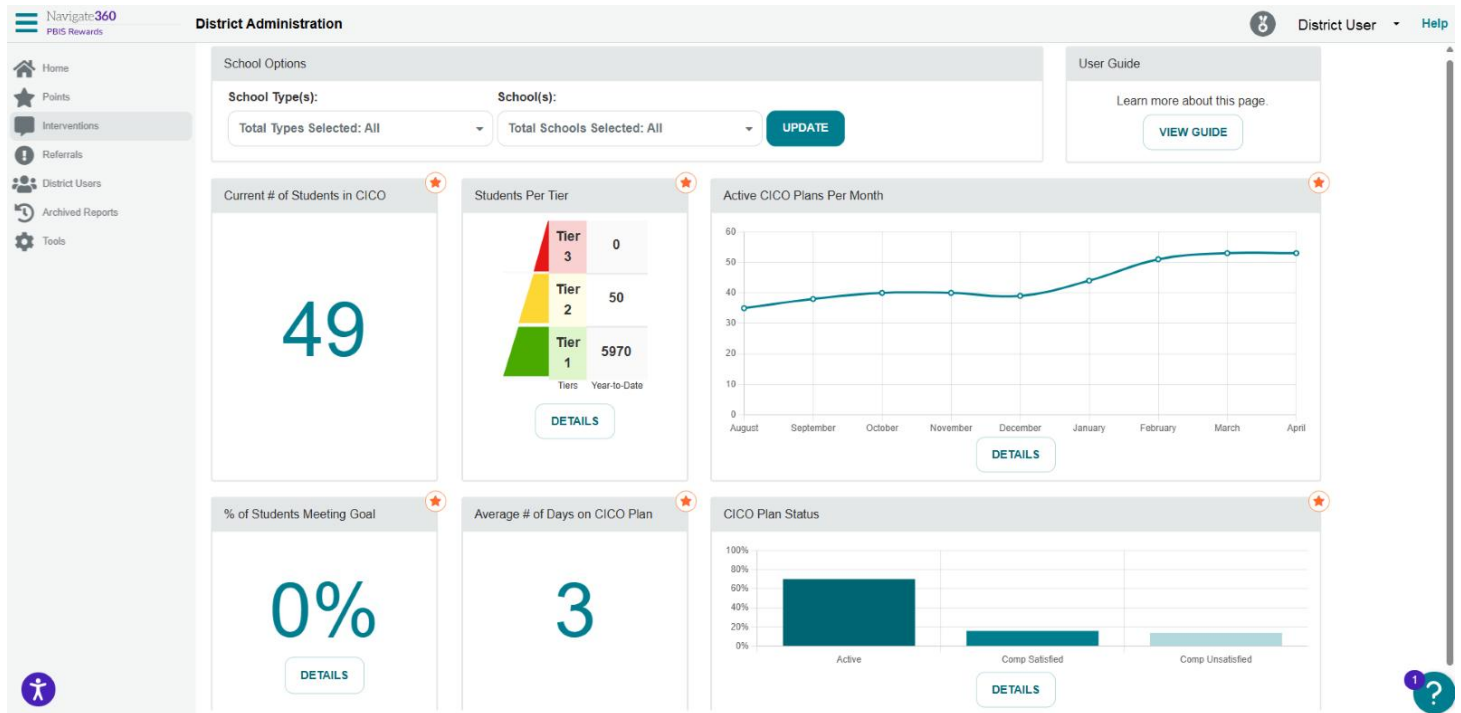 Navigate360
PBIS Rewards
District Administration
District User
Help
Home
Points
Interventions
Referrals
District Users
Archived Reports
Tools
School Options
School Type(s):
School(s):
Total Types Selected: All
Total Schools Selected: All
UPDATE
User Guide
Learn more about this page.
VIEW GUIDE
Current # of Students in CICO
49
Students Per Tier
Tier
3
0
Tier
2
50
Tier
1
5970
Tiers
Year-to-Date
DETAILS
Active CICO Plans Per Month
60
50
40
30
20
10
0
August
September
October
November
December
January
February
March
April
DETAILS
% of Students Meeting Goal
0%
DETAILS
Average # of Days on CICO Plan
3
CICO Plan Status
100%
80%
60%
40%
20%
0%
Active
Comp Satisfied
Comp Unsatisfied
DETAILS
1
?